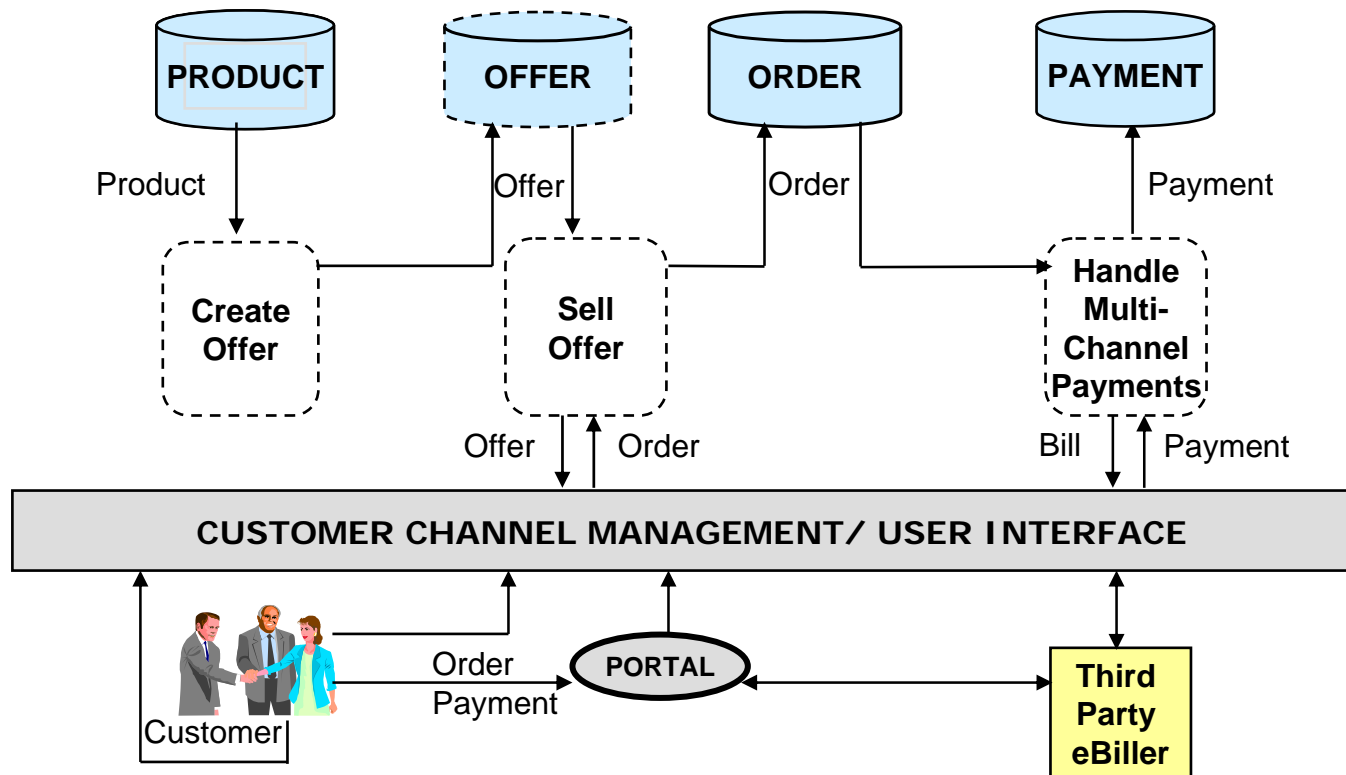 PRODUCT
OFFER
ORDER
PAYMENT
Product
Offer
Order
Payment
Create
Offer
Sell
Offer
Handle
Multi-
Channel
Payments
Offer
Order
Bill
Payment
CUSTOMER CHANNEL MANAGEMENT/ USER INTERFACE
Order
Payment
PORTAL
Customer
Third
Party
eBiller